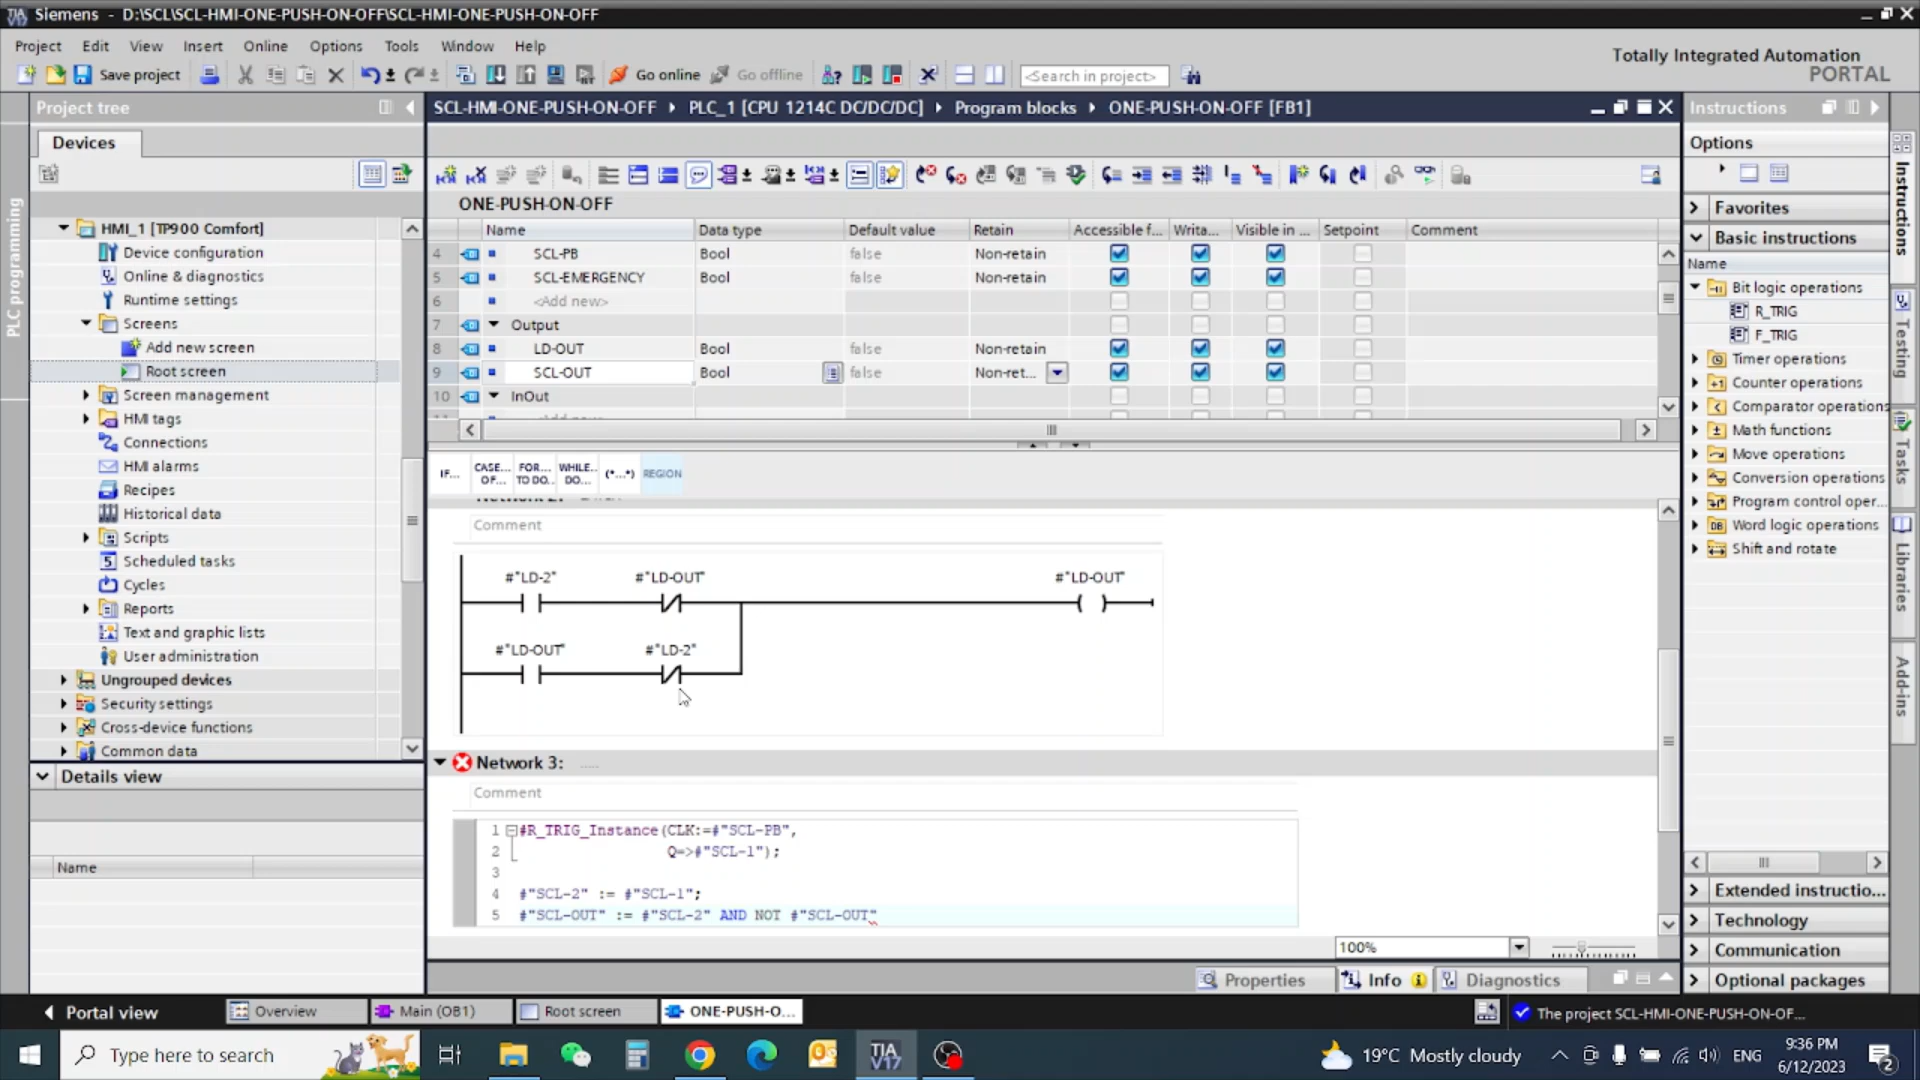 Siemens - D:\SCL\SCL-HMI-ONE-PUSH-ON-OFF\SCL-HMI-ONE-PUSH-ON-OFF
Project Edit View Insert Online Options Tools Window Help
Totally Integrated Automation
PORTAL
Save project
Go online
Go offline
<Search in project>
Project tree
SCL-HMI-ONE-PUSH-ON-OFF PLC_1 [CPU 1214C DC/DC/DC] Program blocks ONE-PUSH-ON-OFF [FB1]
Devices
PLC programming
HMI_1 [TP900 Comfort]
Device configuration
Online & diagnostics
Runtime settings
Screens
Add new screen
Root screen
Screen management
HMI tags
Connections
HMI alarms
Recipes
Historical data
Scripts
Scheduled tasks
Cycles
Reports
Text and graphic lists
User administration
Ungrouped devices
Security settings
Cross-device functions
Common data
Details view
Name
ONE-PUSH-ON-OFF
Name Data type Default value Retain Accessible f... Writa... Visible in ... Setpoint Comment
4 SCL-PB Bool false Non-retain
5 SCL-EMERGENCY Bool false Non-retain
6 <Add new>
7 Output
8 LD-OUT Bool false Non-retain
9 SCL-OUT Bool false Non-ret...
10 InOut
IF... CASE... OF... FOR... TO DO... WHILE... DO... (*...*) REGION
Comment
#"LD-2" #"LD-OUT" #"LD-OUT"
#"LD-OUT" #"LD-2"
Network 3: .....
Comment
1 #R_TRIG_Instance(CLK:=#"SCL-PB",
2 Q=>#"SCL-1");
3
4 #"SCL-2" := #"SCL-1";
5 #"SCL-OUT" := #"SCL-2" AND NOT #"SCL-OUT"
100%
Properties Info Diagnostics
Instructions
Options
Favorites
Basic instructions
Name
Bit logic operations
R_TRIG
F_TRIG
Timer operations
Counter operations
Comparator operations
Math functions
Move operations
Conversion operations
Program control oper...
Word logic operations
Shift and rotate
Extended instructio...
Technology
Communication
Optional packages
Instructions
Testing
Tasks
Libraries
Add-ins
Portal view Overview Main (OB1) Root screen ONE-PUSH-O... The project SCL-HMI-ONE-PUSH-ON-OF...
Type here to search
TIA
V17
19°C Mostly cloudy
ENG
9:36 PM
6/12/2023
2